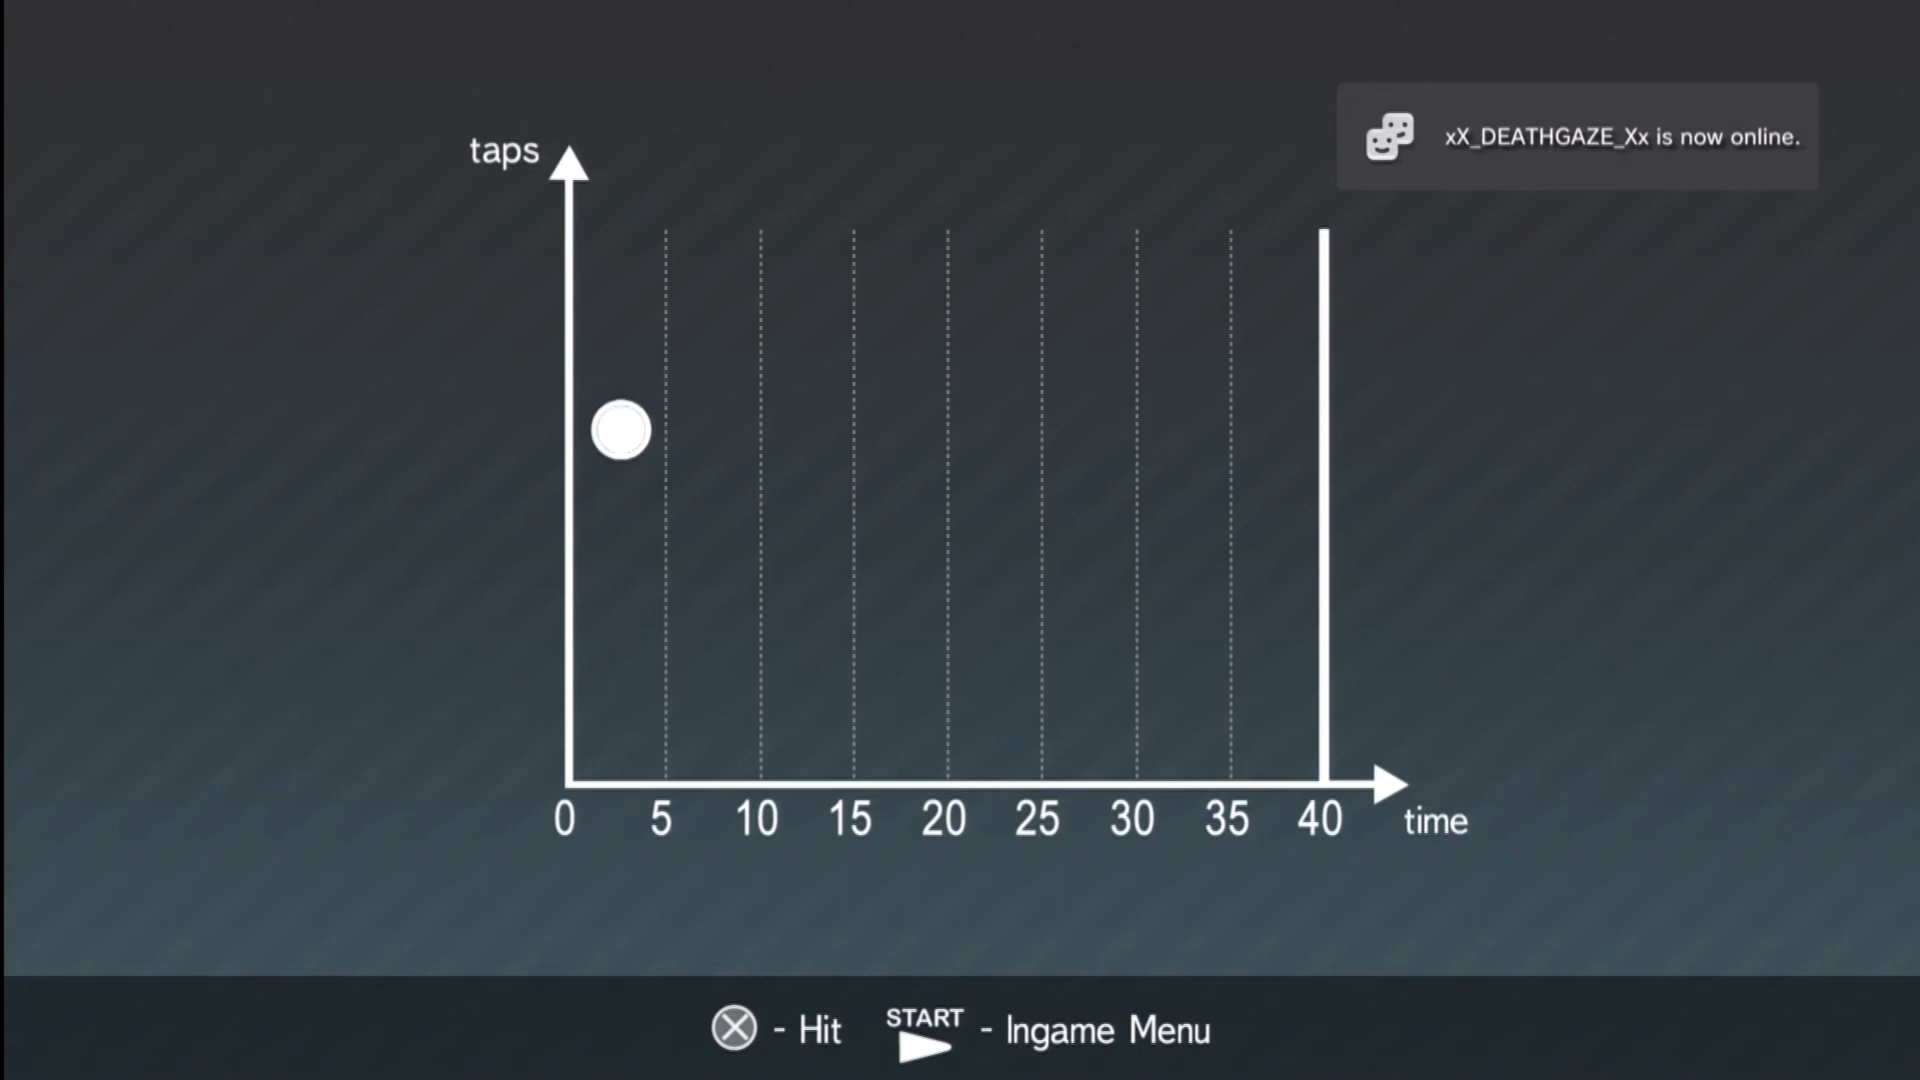 xX_DEATHGAZE_Xx is now online.
taps
0 5 10 15 20 25 30 35 40 time
- Hit START - Ingame Menu